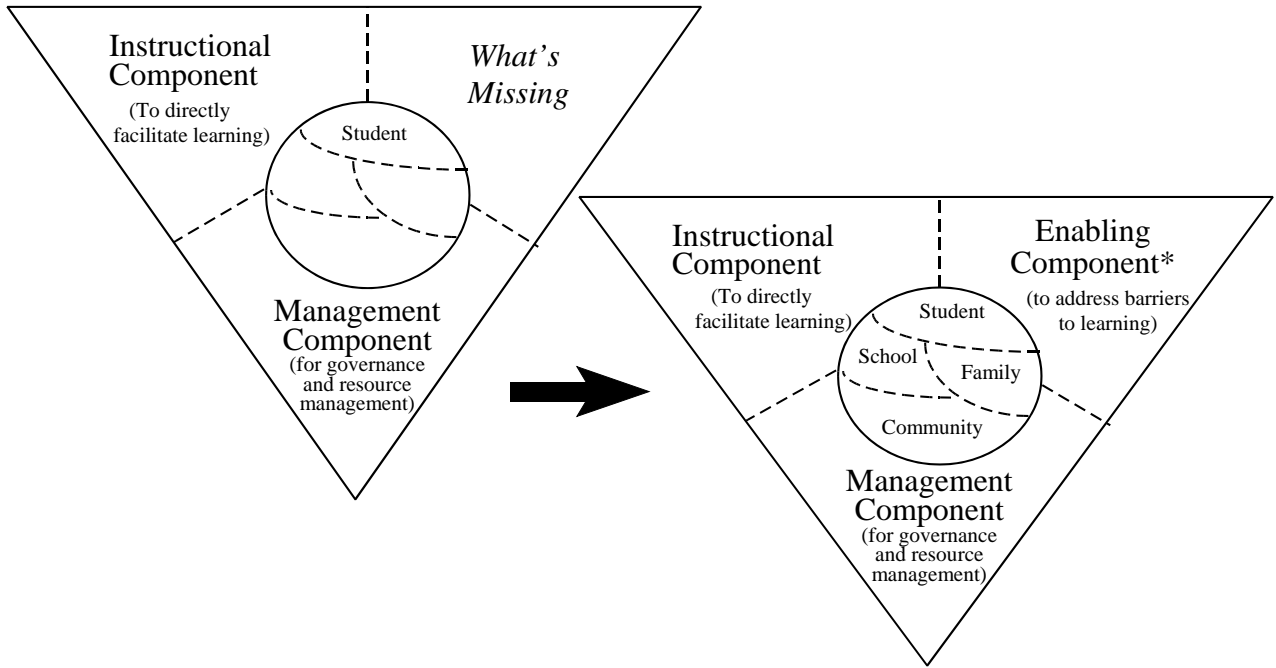 Instructional
Component
(To directly
facilitate learning)
What's
Missing
Student
Management
Component
(for governance
and resource
management)
Instructional
Component
(To directly
facilitate learning)
Enabling
Component*
(to address barriers
to learning)
Student
School
Family
Community
Management
Component
(for governance
and resource
management)